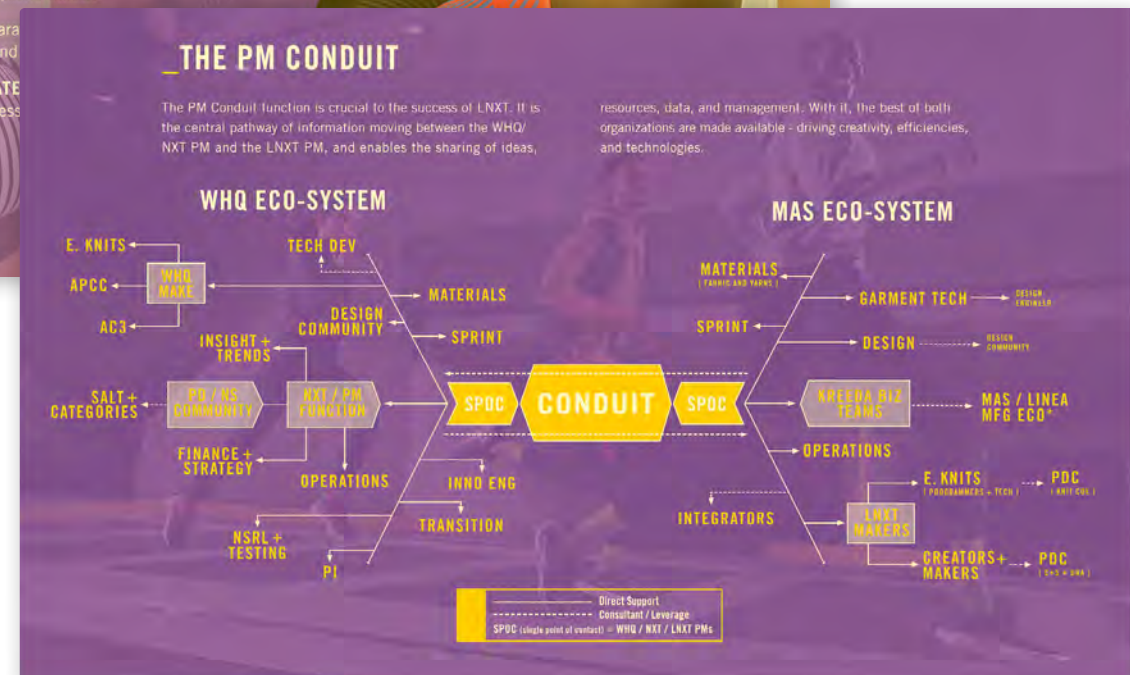 ara
nd
ATE
ess
_THE PM CONDUIT
The PM Conduit function is crucial to the success of LNXT. It is
the central pathway of information moving between the WHQ/
NXT PM and the LNXT PM, and enables the sharing of ideas,
resources, data, and management. With it, the best of both
organizations are made available - driving creativity, efficiencies,
and technologies.
WHQ ECO-SYSTEM
E. KNITS
APCC
AC3
WHQ
MAKE
TECH DEV
MATERIALS
DESIGN
COMMUNITY
SPRINT
INSIGHT +
TRENDS
SALT +
CATEGORIES
PD / NS
COMMUNITY
NXT / PM
FUNCTION
FINANCE +
STRATEGY
OPERATIONS
INNO ENG
TRANSITION
NSRL +
TESTING
PI
SPOC
CONDUIT
SPOC
MAS ECO-SYSTEM
MATERIALS
( FABRIC AND YARNS )
GARMENT TECH
DESIGN
ENGINEER
SPRINT
DESIGN
DESIGN
COMMUNITY
KREEDA BIZ
TEAMS
MAS / LINEA
MFG ECO*
OPERATIONS
INTEGRATORS
LNXT
MAKERS
E. KNITS
( PROGRAMMERS + TECH )
PDC
CREATORS+
MAKERS
PDC
Direct Support
Consultant / Leverage
SPOC (single point of contact) = WHQ / NXT / LNXT PMs